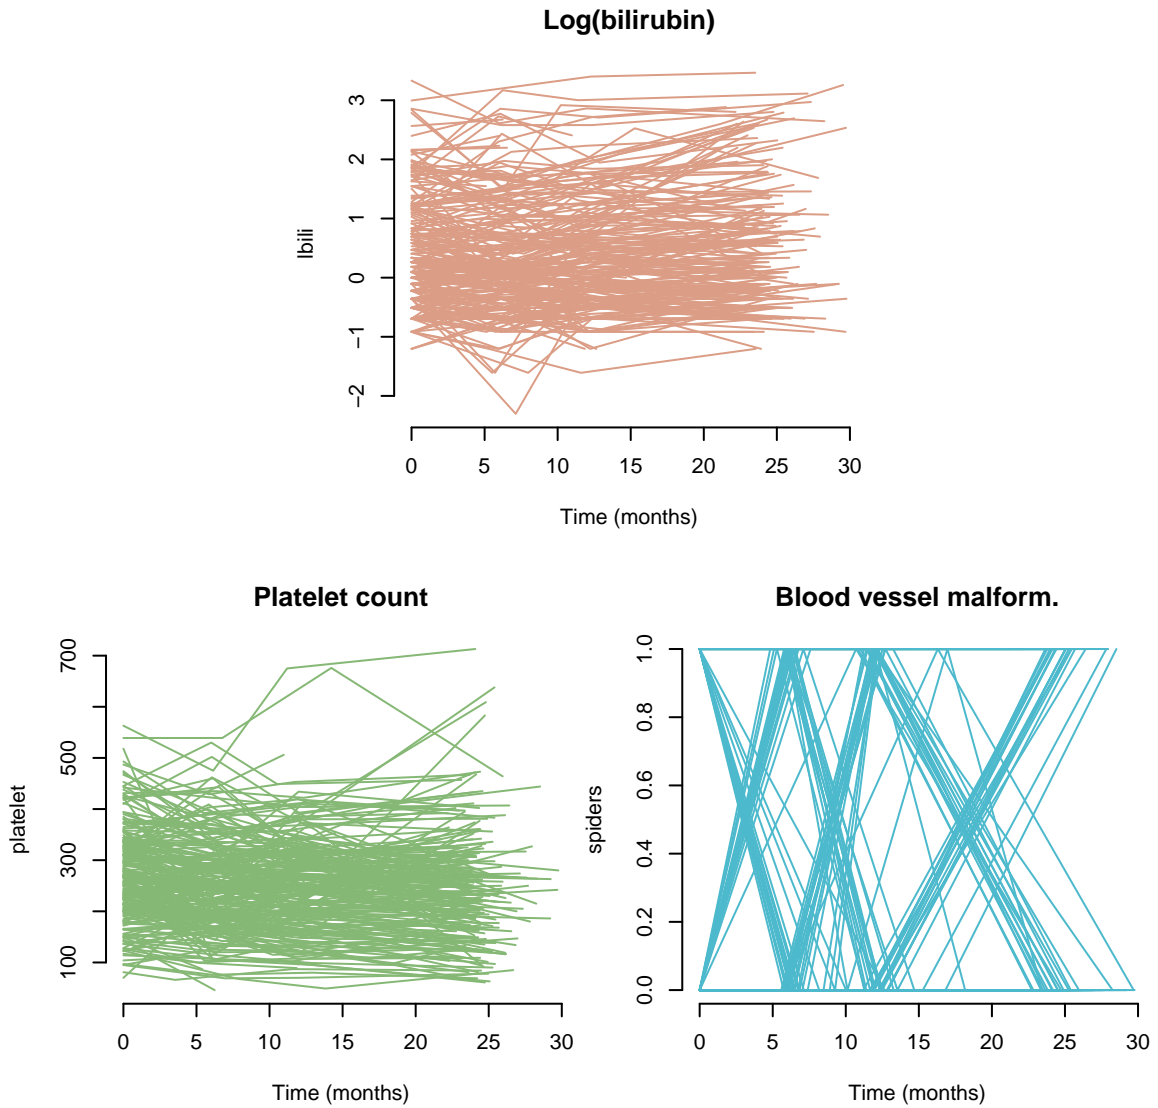 Log(bilirubin)
lbili
3
2
1
0
−1
−2
0 5 10 15 20 25 30
Time (months)
Platelet count
platelet
700
500
300
100
0 5 10 15 20 25 30
Time (months)
Blood vessel malform.
spiders
1.0
0.8
0.6
0.4
0.2
0.0
0 5 10 15 20 25 30
Time (months)